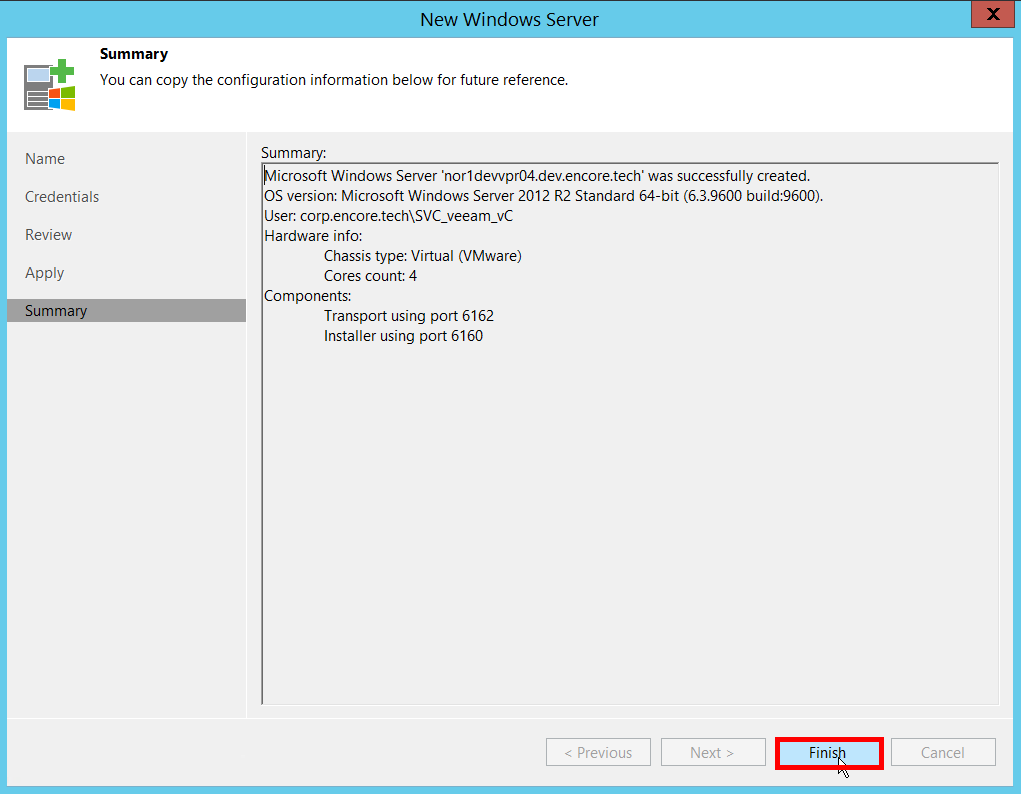 New Windows Server
X
Summary
You can copy the configuration information below for future reference.
Name
Credentials
Review
Apply
Summary
Summary:
Microsoft Windows Server 'nor1devvpr04.dev.encore.tech' was successfully created.
OS version: Microsoft Windows Server 2012 R2 Standard 64-bit (6.3.9600 build:9600).
User: corp.encore.tech\SVC_veeam_vC
Hardware info:
Chassis type: Virtual (VMware)
Cores count: 4
Components:
Transport using port 6162
Installer using port 6160
< Previous
Next >
Finish
Cancel